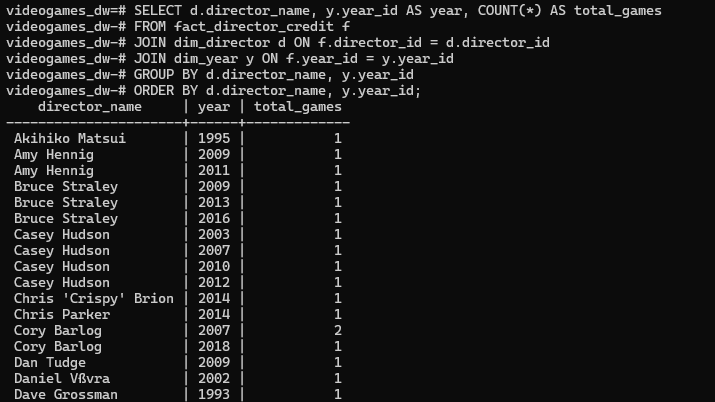 videogames_dw=# SELECT d.director_name, y.year_id AS year, COUNT(*) AS total_games
videogames_dw-# FROM fact_director_credit f
videogames_dw-# JOIN dim_director d ON f.director_id = d.director_id
videogames_dw-# JOIN dim_year y ON f.year_id = y.year_id
videogames_dw-# GROUP BY d.director_name, y.year_id
videogames_dw-# ORDER BY d.director_name, y.year_id;
    director_name     | year | total_games
----------------------+------+-------------
 Akihiko Matsui       | 1995 |           1
 Amy Hennig           | 2009 |           1
 Amy Hennig           | 2011 |           1
 Bruce Straley        | 2009 |           1
 Bruce Straley        | 2013 |           1
 Bruce Straley        | 2016 |           1
 Casey Hudson         | 2003 |           1
 Casey Hudson         | 2007 |           1
 Casey Hudson         | 2010 |           1
 Casey Hudson         | 2012 |           1
 Chris 'Crispy' Brion | 2014 |           1
 Chris Parker         | 2014 |           1
 Cory Barlog          | 2007 |           2
 Cory Barlog          | 2018 |           1
 Dan Tudge            | 2009 |           1
 Daniel Vßvra         | 2002 |           1
 Dave Grossman        | 1993 |           1